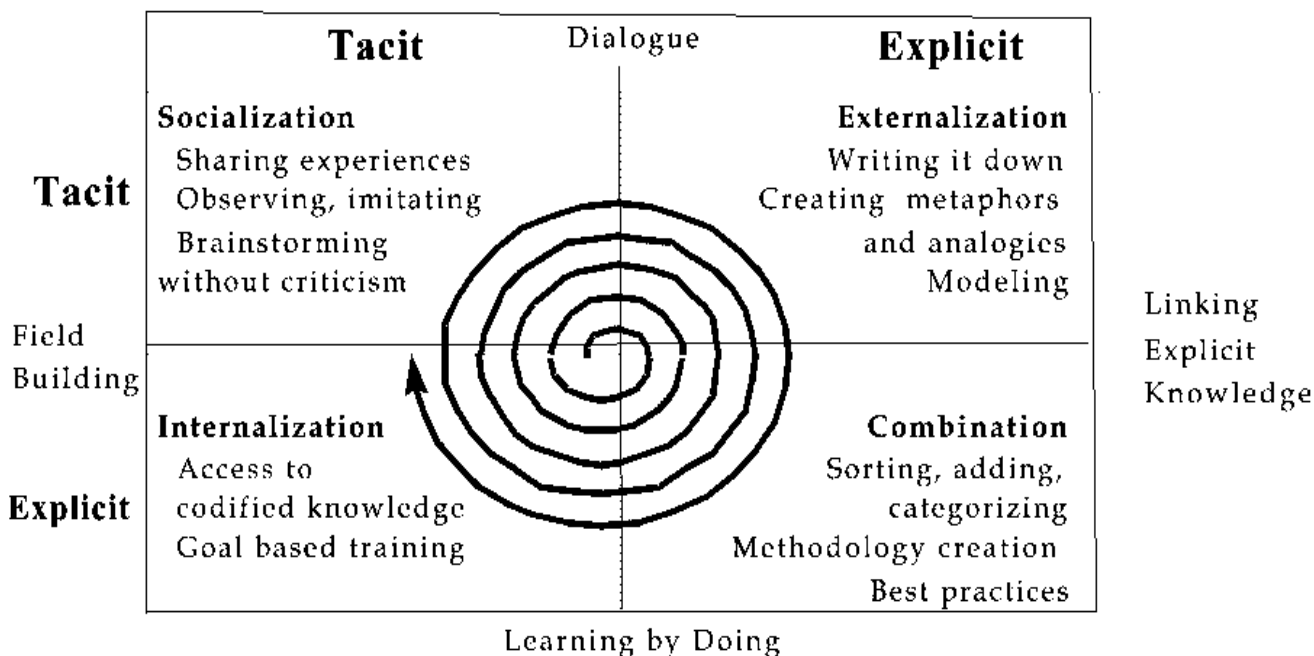 Tacit
Dialogue
Explicit
Tacit
Socialization
Sharing experiences
Observing, imitating
Brainstorming
without criticism
Externalization
Writing it down
Creating metaphors
and analogies
Modeling
Field
Building
Linking
Explicit
Knowledge
Explicit
Internalization
Access to
codified knowledge
Goal based training
Combination
Sorting, adding,
categorizing
Methodology creation
Best practices
Learning by Doing